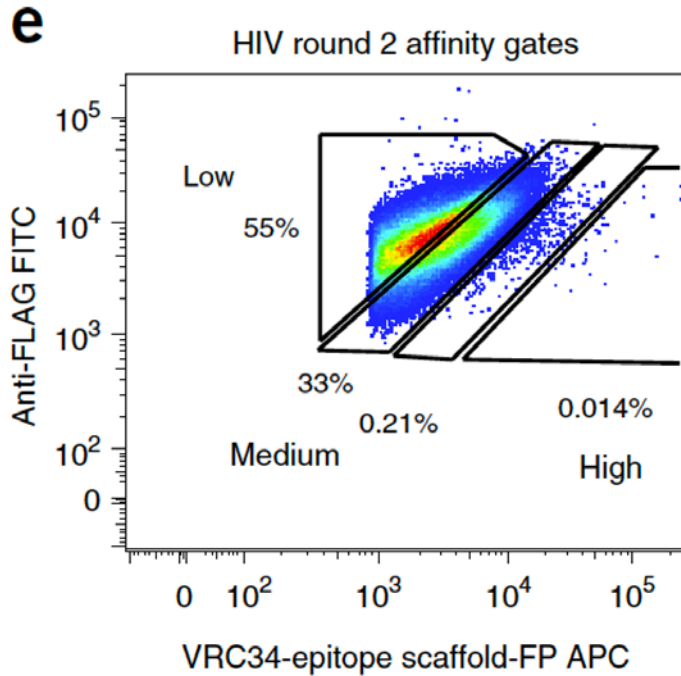 e
HIV round 2 affinity gates
Anti-FLAG FITC
10⁵
10⁴
10³
10²
0
Low
55%
33%
0.21%
0.014%
Medium
High
0 10² 10³ 10⁴ 10⁵
VRC34-epitope scaffold-FP APC